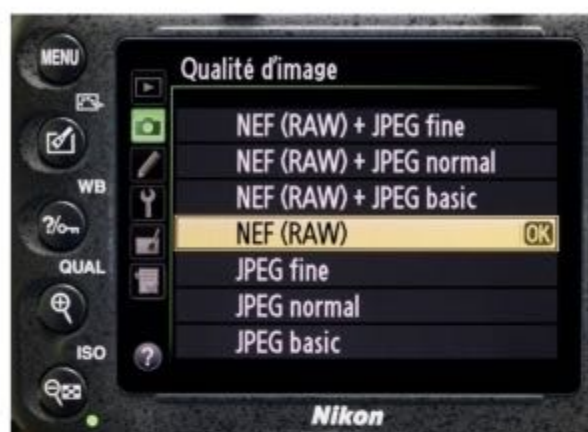 MENU
Qualité d'image
NEF (RAW) + JPEG fine
NEF (RAW) + JPEG normal
WB
NEF (RAW) + JPEG basic
?/
NEF (RAW)
OK
QUAL
JPEG fine
JPEG normal
ISO
JPEG basic
?
Nikon